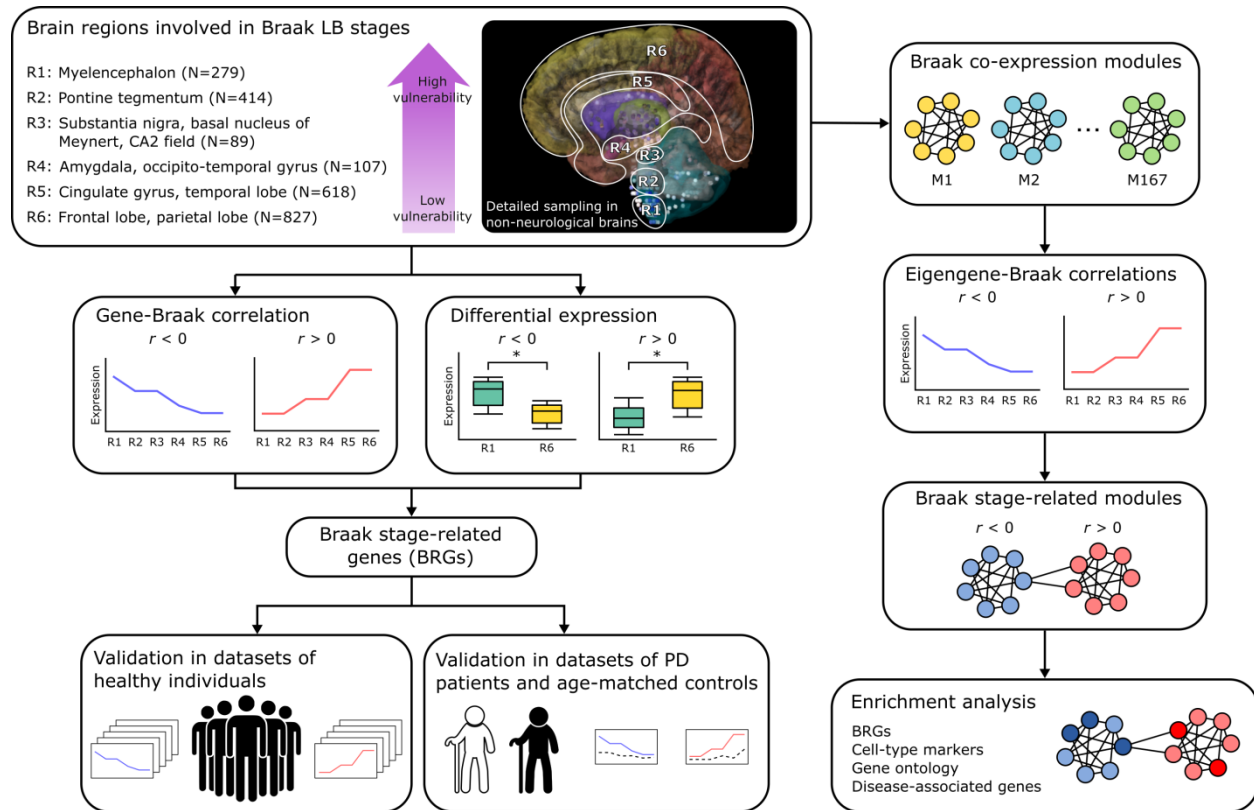 Brain regions involved in Braak LB stages
R1: Myelencephalon (N=279)
R2: Pontine tegmentum (N=414)
R3: Substantia nigra, basal nucleus of
Meynert, CA2 field (N=89)
R4: Amygdala, occipito-temporal gyrus (N=107)
R5: Cingulate gyrus, temporal lobe (N=618)
R6: Frontal lobe, parietal lobe (N=827)
High
vulnerability
Low
vulnerability
R6
R5
R4
R3
R2
R1
Detailed sampling in
non-neurological brains
Braak co-expression modules
...
M1 M2 M167
Gene-Braak correlation
r < 0 r > 0
Expression
R1 R2 R3 R4 R5 R6 R1 R2 R3 R4 R5 R6
Differential expression
r < 0 r > 0
* *
Expression
R1 R6 R1 R6
Eigengene-Braak correlations
r < 0 r > 0
Expression
R1 R2 R3 R4 R5 R6 R1 R2 R3 R4 R5 R6
Braak stage-related
genes (BRGs)
Braak stage-related modules
r < 0 r > 0
Validation in datasets of
healthy individuals
Validation in datasets of PD
patients and age-matched controls
Enrichment analysis
BRGs
Cell-type markers
Gene ontology
Disease-associated genes